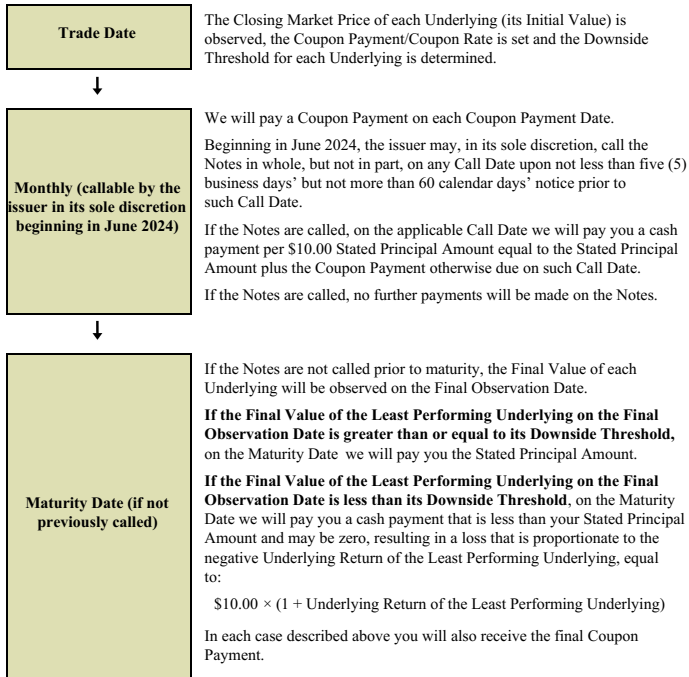 Trade Date
The Closing Market Price of each Underlying (its Initial Value) is
observed, the Coupon Payment/Coupon Rate is set and the Downside
Threshold for each Underlying is determined.
Monthly (callable by the
issuer in its sole discretion
beginning in June 2024)
We will pay a Coupon Payment on each Coupon Payment Date.
Beginning in June 2024, the issuer may, in its sole discretion, call the
Notes in whole, but not in part, on any Call Date upon not less than five (5)
business days’ but not more than 60 calendar days’ notice prior to
such Call Date.
If the Notes are called, on the applicable Call Date we will pay you a cash
payment per $10.00 Stated Principal Amount equal to the Stated Principal
Amount plus the Coupon Payment otherwise due on such Call Date.
If the Notes are called, no further payments will be made on the Notes.
Maturity Date (if not
previously called)
If the Notes are not called prior to maturity, the Final Value of each
Underlying will be observed on the Final Observation Date.
If the Final Value of the Least Performing Underlying on the Final
Observation Date is greater than or equal to its Downside Threshold,
on the Maturity Date we will pay you the Stated Principal Amount.
If the Final Value of the Least Performing Underlying on the Final
Observation Date is less than its Downside Threshold, on the Maturity
Date we will pay you a cash payment that is less than your Stated Principal
Amount and may be zero, resulting in a loss that is proportionate to the
negative Underlying Return of the Least Performing Underlying, equal
to:
$10.00 × (1 + Underlying Return of the Least Performing Underlying)
In each case described above you will also receive the final Coupon
Payment.